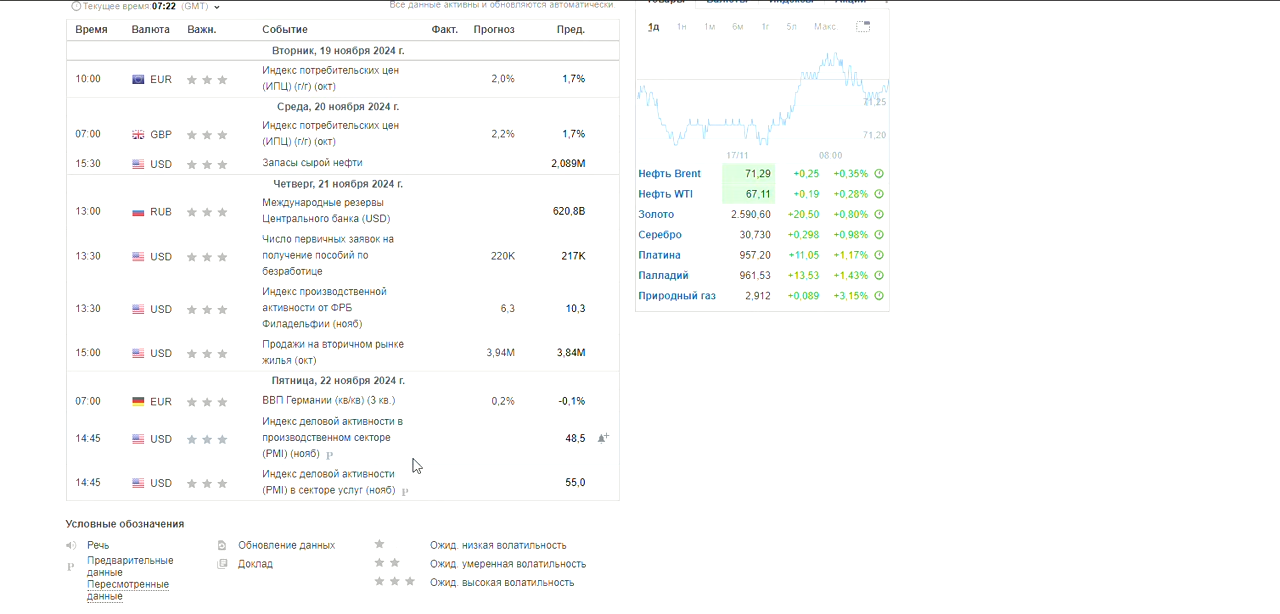 Текущее время: 07:22 (GMT)
Все данные активны и обновляются автоматически
Время Валюта Важн. Событие Факт. Прогноз Пред.
Вторник, 19 ноября 2024 г.
10:00 EUR Индекс потребительских цен
(ИПЦ) (г/г) (окт) 2,0% 1,7%
Среда, 20 ноября 2024 г.
07:00 GBP Индекс потребительских цен
(ИПЦ) (г/г) (окт) 2,2% 1,7%
15:30 USD Запасы сырой нефти 2,089M
Четверг, 21 ноября 2024 г.
13:00 RUB Международные резервы
Центрального банка (USD) 620,8B
13:30 USD Число первичных заявок на
получение пособий по
безработице 220K 217K
13:30 USD Индекс производственной
активности от ФРБ
Филадельфии (нояб) 6,3 10,3
15:00 USD Продажи на вторичном рынке
жилья (окт) 3,94M 3,84M
Пятница, 22 ноября 2024 г.
07:00 EUR ВВП Германии (кв/кв) (3 кв.) 0,2% -0,1%
14:45 USD Индекс деловой активности в
производственном секторе
(PMI) (нояб) P 48,5
14:45 USD Индекс деловой активности
(PMI) в секторе услуг (нояб) P 55,0
Условные обозначения
Речь
P Предварительные
данные
Пересмотренные
данные
Обновление данных
Доклад
Ожид. низкая волатильность
Ожид. умеренная волатильность
Ожид. высокая волатильность
Товары Валюты Индексы Акции
1д 1н 1м 6м 1г 5л Макс.
71,25
71,20
17/11 08:00
Нефть Brent 71,29 +0,25 +0,35%
Нефть WTI 67,11 +0,19 +0,28%
Золото 2.590,60 +20,50 +0,80%
Серебро 30,730 +0,298 +0,98%
Платина 957,20 +11,05 +1,17%
Палладий 961,53 +13,53 +1,43%
Природный газ 2,912 +0,089 +3,15%